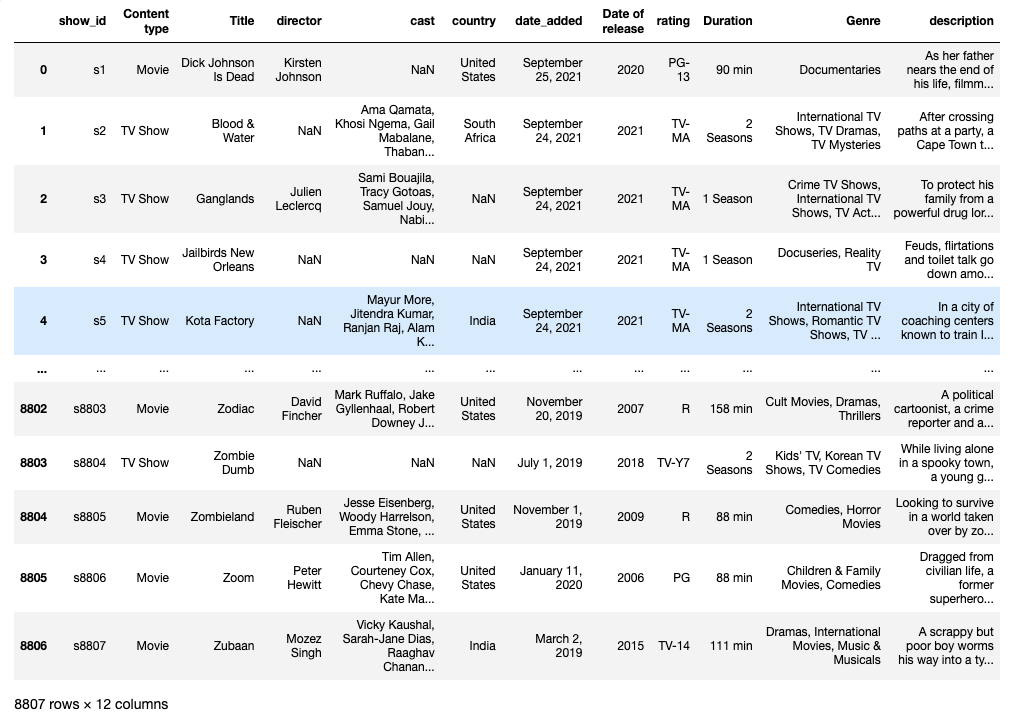 show_id Content type Title director cast country date_added Date of release rating Duration Genre description
0 s1 Movie Dick Johnson Is Dead Kirsten Johnson NaN United States September 25, 2021 2020 PG-13 90 min Documentaries As her father nears the end of his life, filmm...
1 s2 TV Show Blood & Water NaN Ama Qamata, Khosi Ngema, Gail Mabalane, Thaban... South Africa September 24, 2021 2021 TV-MA 2 Seasons International TV Shows, TV Dramas, TV Mysteries After crossing paths at a party, a Cape Town t...
2 s3 TV Show Ganglands Julien Leclercq Sami Bouajila, Tracy Gotoas, Samuel Jouy, Nabi... NaN September 24, 2021 2021 TV-MA 1 Season Crime TV Shows, International TV Shows, TV Act... To protect his family from a powerful drug lor...
3 s4 TV Show Jailbirds New Orleans NaN NaN NaN September 24, 2021 2021 TV-MA 1 Season Docuseries, Reality TV Feuds, flirtations and toilet talk go down amo...
4 s5 TV Show Kota Factory NaN Mayur More, Jitendra Kumar, Ranjan Raj, Alam K... India September 24, 2021 2021 TV-MA 2 Seasons International TV Shows, Romantic TV Shows, TV ... In a city of coaching centers known to train I...
... ... ... ... ... ... ... ... ... ... ... ... ...
8802 s8803 Movie Zodiac David Fincher Mark Ruffalo, Jake Gyllenhaal, Robert Downey J... United States November 20, 2019 2007 R 158 min Cult Movies, Dramas, Thrillers A political cartoonist, a crime reporter and a...
8803 s8804 TV Show Zombie Dumb NaN NaN NaN July 1, 2019 2018 TV-Y7 2 Seasons Kids' TV, Korean TV Shows, TV Comedies While living alone in a spooky town, a young g...
8804 s8805 Movie Zombieland Ruben Fleischer Jesse Eisenberg, Woody Harrelson, Emma Stone, ... United States November 1, 2019 2009 R 88 min Comedies, Horror Movies Looking to survive in a world taken over by zo...
8805 s8806 Movie Zoom Peter Hewitt Tim Allen, Courteney Cox, Chevy Chase, Kate Ma... United States January 11, 2020 2006 PG 88 min Children & Family Movies, Comedies Dragged from civilian life, a former superhero...
8806 s8807 Movie Zubaan Mozez Singh Vicky Kaushal, Sarah-Jane Dias, Raaghav Chanan... India March 2, 2019 2015 TV-14 111 min Dramas, International Movies, Music & Musicals A scrappy but poor boy worms his way into a ty...
8807 rows × 12 columns